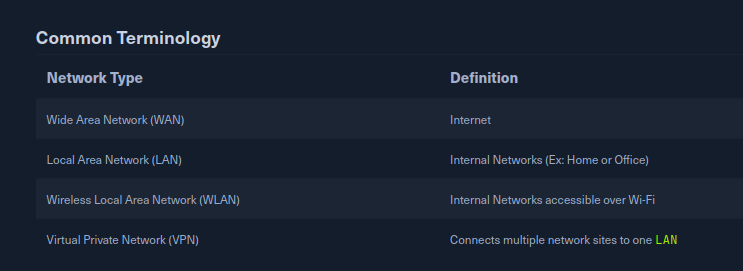 Common Terminology
Network Type Definition
Wide Area Network (WAN) Internet
Local Area Network (LAN) Internal Networks (Ex: Home or Office)
Wireless Local Area Network (WLAN) Internal Networks accessible over Wi-Fi
Virtual Private Network (VPN) Connects multiple network sites to one LAN